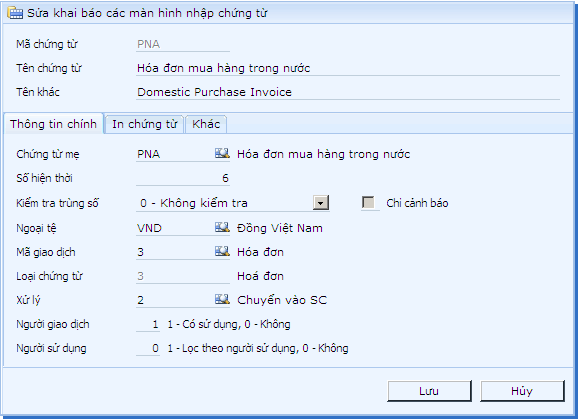 Sửa khai báo các màn hình nhập chứng từ
Mã chứng từ PNA
Tên chứng từ Hóa đơn mua hàng trong nước
Tên khác Domestic Purchase Invoice
Thông tin chính In chứng từ Khác
Chứng từ mẹ PNA Hóa đơn mua hàng trong nước
Số hiện thời 6
Kiểm tra trùng số 0 - Không kiểm tra Chỉ cảnh báo
Ngoại tệ VND Đồng Việt Nam
Mã giao dịch 3 Hóa đơn
Loại chứng từ 3 Hoá đơn
Xử lý 2 Chuyển vào SC
Người giao dịch 1 1 - Có sử dụng, 0 - Không
Người sử dụng 0 1 - Lọc theo người sử dụng, 0 - Không
Lưu Hủy